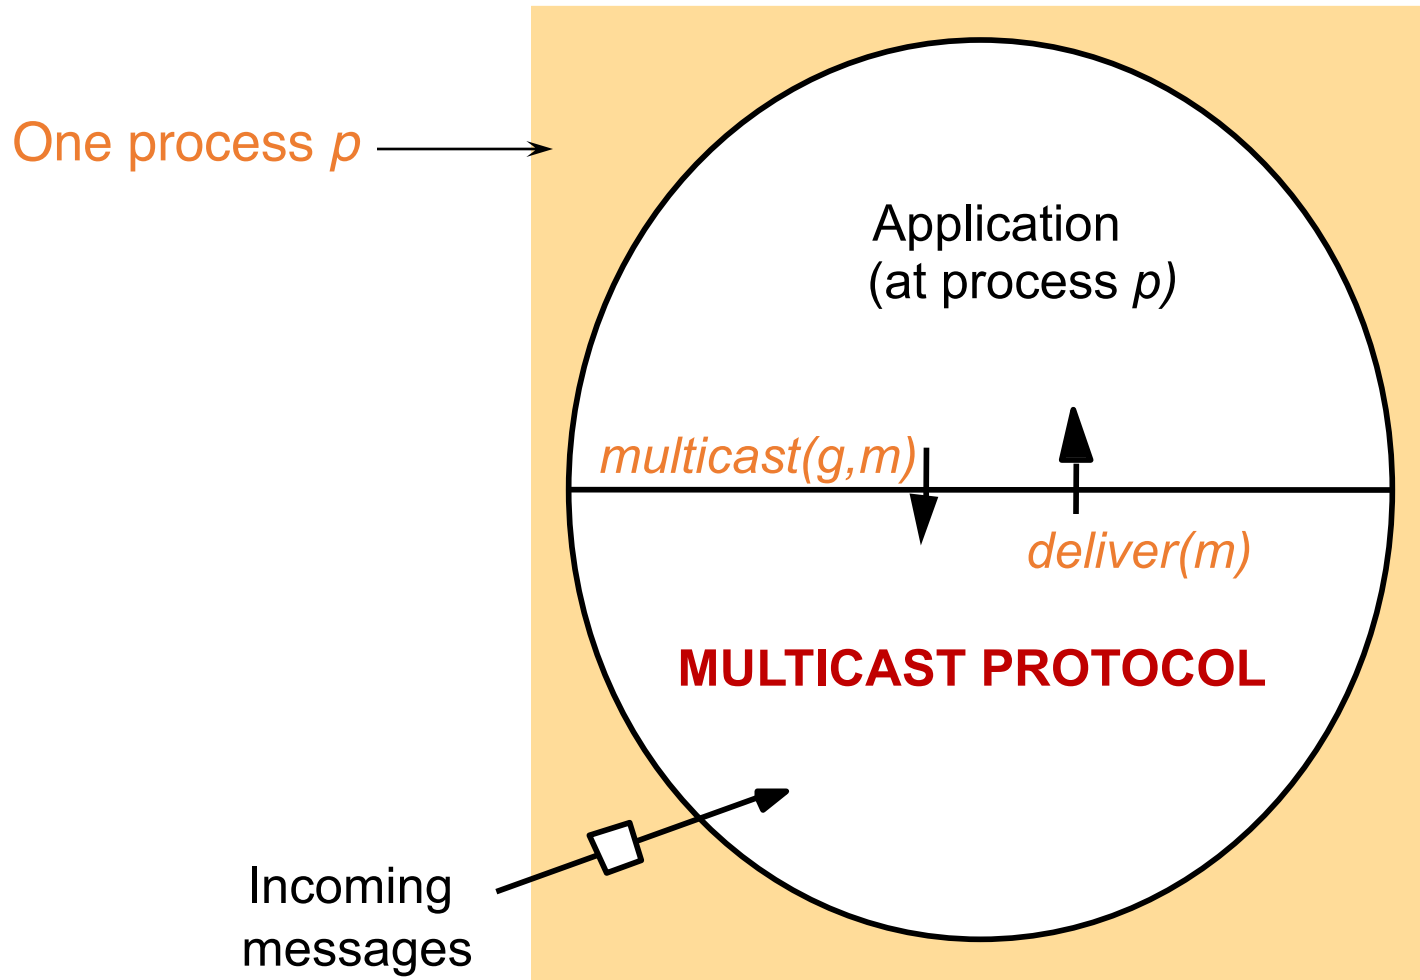 One process p
Application
(at process p)
multicast(g,m)
deliver(m)
MULTICAST PROTOCOL
Incoming
messages